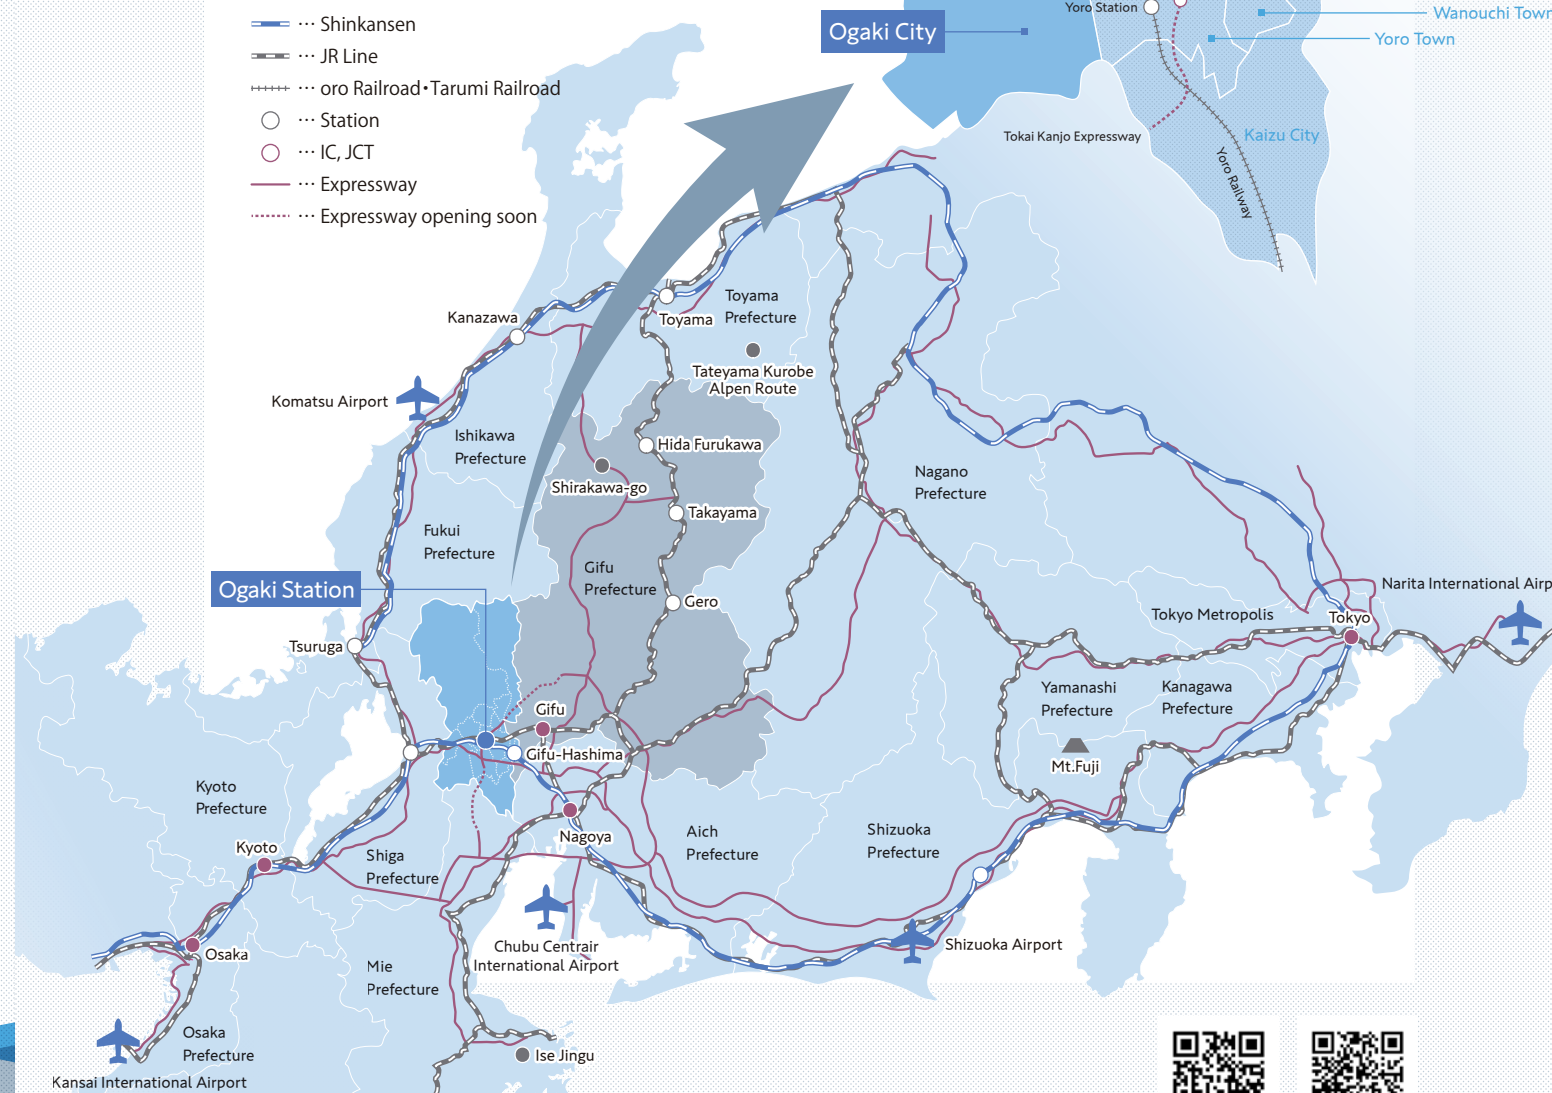 ··· Shinkansen
··· JR Line
··· oro Railroad・Tarumi Railroad
··· Station
··· IC, JCT
··· Expressway
··· Expressway opening soon
Ogaki City
Yoro Station
Wanouchi Town
Yoro Town
Tokai Kanjo Expressway
Kaizu City
Yoro Railway
Kanazawa
Toyama
Toyama
Prefecture
Tateyama Kurobe
Alpen Route
Komatsu Airport
Ishikawa
Prefecture
Hida Furukawa
Shirakawa-go
Takayama
Nagano
Prefecture
Fukui
Prefecture
Gifu
Prefecture
Gero
Ogaki Station
Narita International Airp
Tokyo Metropolis
Tokyo
Tsuruga
Yamanashi
Prefecture
Kanagawa
Prefecture
Gifu
Gifu-Hashima
Mt.Fuji
Kyoto
Prefecture
Nagoya
Aich
Prefecture
Shizuoka
Prefecture
Kyoto
Shiga
Prefecture
Osaka
Chubu Centrair
International Airport
Shizuoka Airport
Mie
Prefecture
Osaka
Prefecture
Ise Jingu
Kansai International Airport